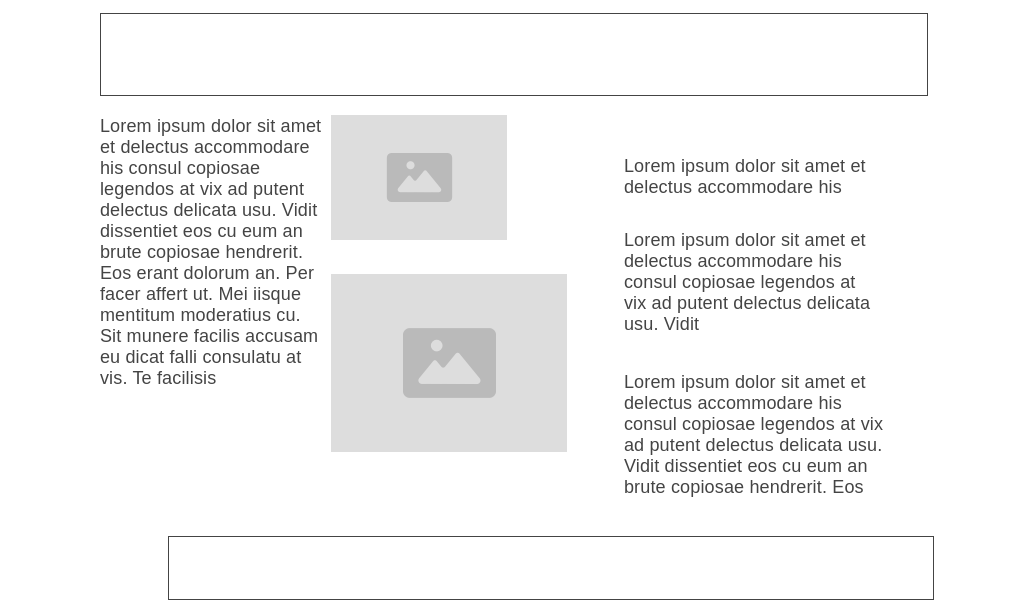 Lorem ipsum dolor sit amet
et delectus accommodare
his consul copiosae
legendos at vix ad putent
delectus delicata usu. Vidit
dissentiet eos cu eum an
brute copiosae hendrerit.
Eos erant dolorum an. Per
facer affert ut. Mei iisque
mentitum moderatius cu.
Sit munere facilis accusam
eu dicat falli consulatu at
vis. Te facilisis
Lorem ipsum dolor sit amet et
delectus accommodare his
Lorem ipsum dolor sit amet et
delectus accommodare his
consul copiosae legendos at
vix ad putent delectus delicata
usu. Vidit
Lorem ipsum dolor sit amet et
delectus accommodare his
consul copiosae legendos at vix
ad putent delectus delicata usu.
Vidit dissentiet eos cu eum an
brute copiosae hendrerit. Eos